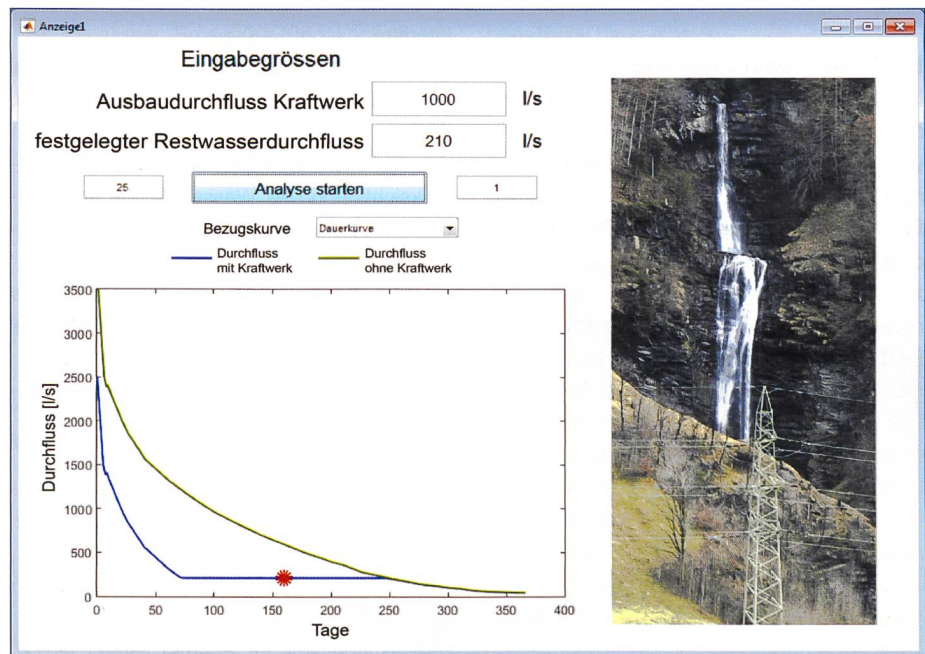 Anzeige1
Eingabegrössen
Ausbaudurchfluss Kraftwerk 1000 l/s
festgelegter Restwasserdurchfluss 210 l/s
25 Analyse starten 1
Bezugskurve Dauerkurve
Durchfluss mit Kraftwerk
Durchfluss ohne Kraftwerk
3500
3000
2500
2000
1500
1000
500
0
Durchfluss [l/s]
0 50 100 150 200 250 300 350 400
Tage